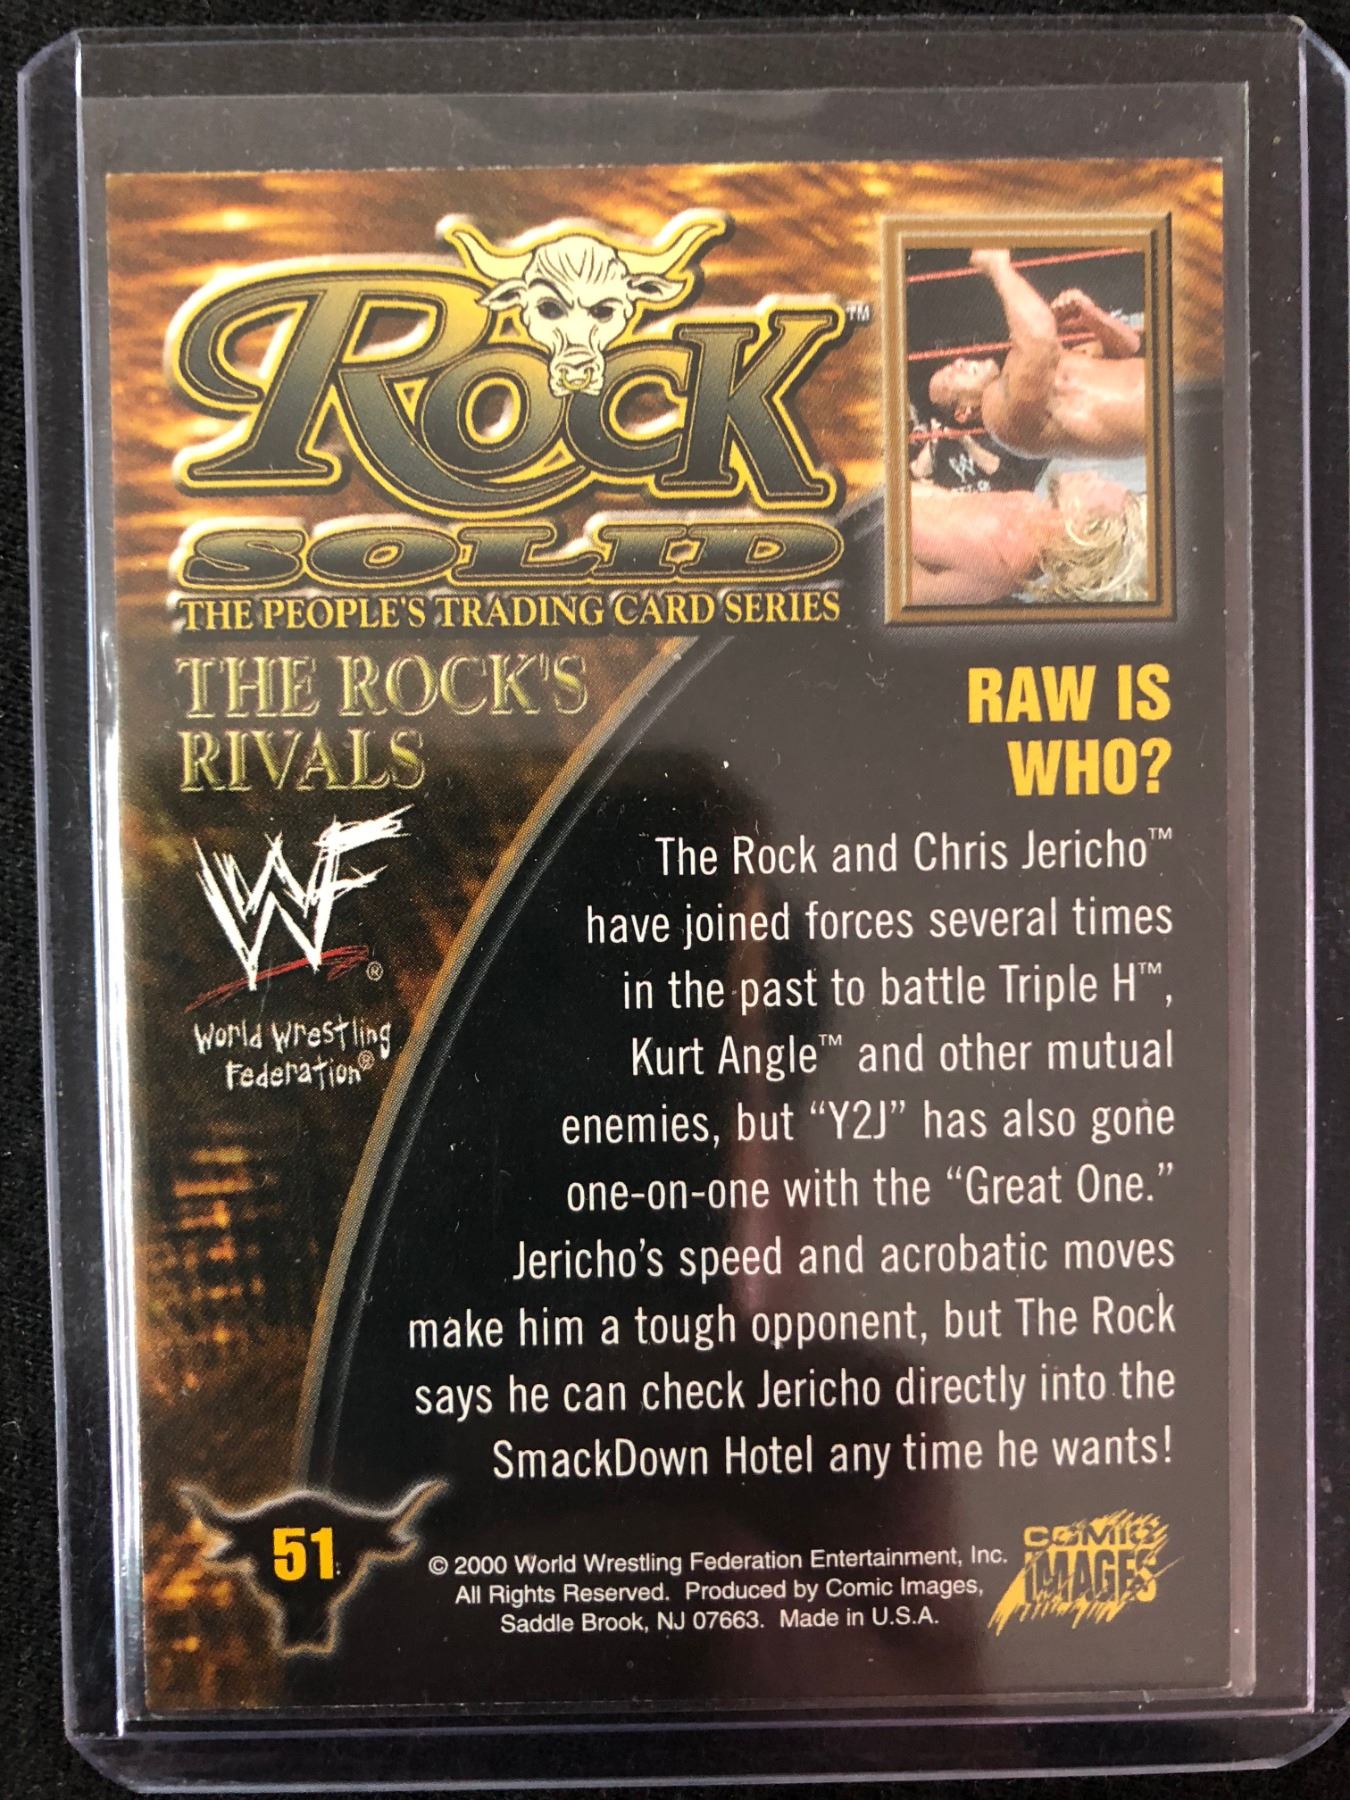 ROCK™
SOLID
THE PEOPLE'S TRADING CARD SERIES
THE ROCK'S
RIVALS
WF
®
World Wrestling
Federation®
RAW IS
WHO?
The Rock and Chris Jericho™
have joined forces several times
in the past to battle Triple H™,
Kurt Angle™ and other mutual
enemies, but “Y2J” has also gone
one-on-one with the “Great One.”
Jericho’s speed and acrobatic moves
make him a tough opponent, but The Rock
says he can check Jericho directly into the
SmackDown Hotel any time he wants!
51
© 2000 World Wrestling Federation Entertainment, Inc.
All Rights Reserved. Produced by Comic Images,
Saddle Brook, NJ 07663. Made in U.S.A.
COMIC
IMAGES